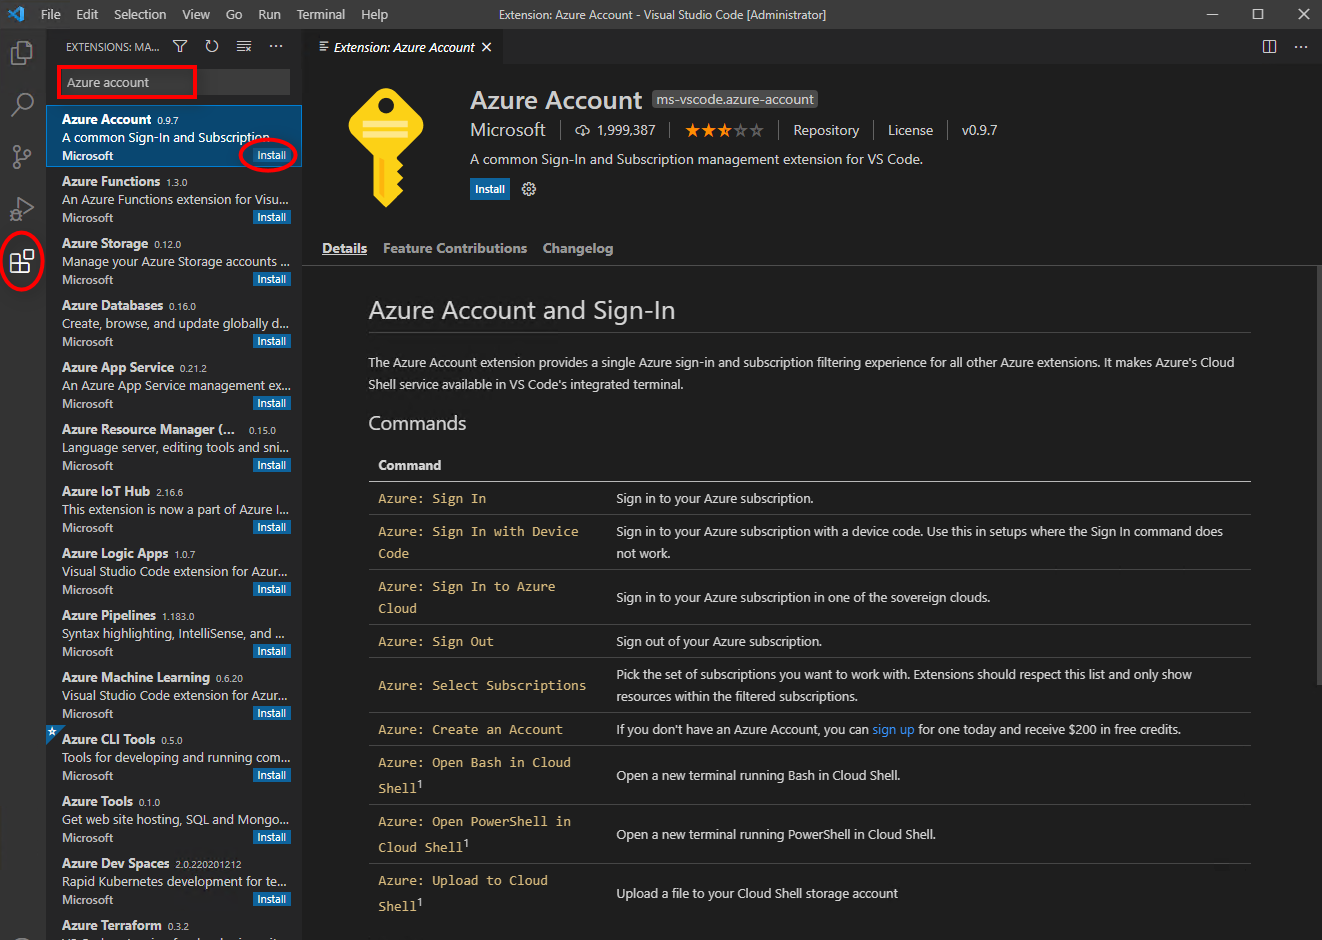 File Edit Selection View Go Run Terminal Help
Extension: Azure Account - Visual Studio Code [Administrator]
EXTENSIONS: MA...
Azure account
Azure Account 0.9.7
A common Sign-In and Subscription
Microsoft Install
Azure Functions 1.3.0
An Azure Functions extension for Visu...
Microsoft Install
Azure Storage 0.12.0
Manage your Azure Storage accounts ...
Microsoft Install
Azure Databases 0.16.0
Create, browse, and update globally d...
Microsoft Install
Azure App Service 0.21.2
An Azure App Service management ex...
Microsoft Install
Azure Resource Manager (... 0.15.0
Language server, editing tools and sni...
Microsoft Install
Azure IoT Hub 2.16.6
This extension is now a part of Azure I...
Microsoft Install
Azure Logic Apps 1.0.7
Visual Studio Code extension for Azur...
Microsoft Install
Azure Pipelines 1.183.0
Syntax highlighting, IntelliSense, and ...
Microsoft Install
Azure Machine Learning 0.6.20
Visual Studio Code extension for Azur...
Microsoft Install
Azure CLI Tools 0.5.0
Tools for developing and running com...
Microsoft Install
Azure Tools 0.1.0
Get web site hosting, SQL and Mongo...
Microsoft Install
Azure Dev Spaces 2.0.220201212
Rapid Kubernetes development for te...
Microsoft Install
Azure Terraform 0.3.2
Extension: Azure Account
Azure Account ms-vscode.azure-account
Microsoft 1,999,387 Repository License v0.9.7
A common Sign-In and Subscription management extension for VS Code.
Install
Details Feature Contributions Changelog
Azure Account and Sign-In
The Azure Account extension provides a single Azure sign-in and subscription filtering experience for all other Azure extensions. It makes Azure's Cloud
Shell service available in VS Code's integrated terminal.
Commands
Command
Azure: Sign In
Sign in to your Azure subscription.
Azure: Sign In with Device
Code
Sign in to your Azure subscription with a device code. Use this in setups where the Sign In command does
not work.
Azure: Sign In to Azure
Cloud
Sign in to your Azure subscription in one of the sovereign clouds.
Azure: Sign Out
Sign out of your Azure subscription.
Azure: Select Subscriptions
Pick the set of subscriptions you want to work with. Extensions should respect this list and only show
resources within the filtered subscriptions.
Azure: Create an Account
If you don't have an Azure Account, you can sign up for one today and receive $200 in free credits.
Azure: Open Bash in Cloud
Shell1
Open a new terminal running Bash in Cloud Shell.
Azure: Open PowerShell in
Cloud Shell1
Open a new terminal running PowerShell in Cloud Shell.
Azure: Upload to Cloud
Shell1
Upload a file to your Cloud Shell storage account